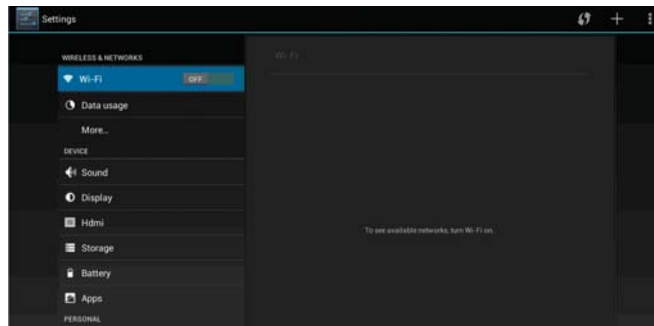 Settings
WIRELESS & NETWORKS
Wi-Fi
OFF
Data usage
More...
DEVICE
Sound
Display
Hdmi
Storage
Battery
Apps
PERSONAL
Wi-Fi
To see available networks, turn Wi-Fi on.